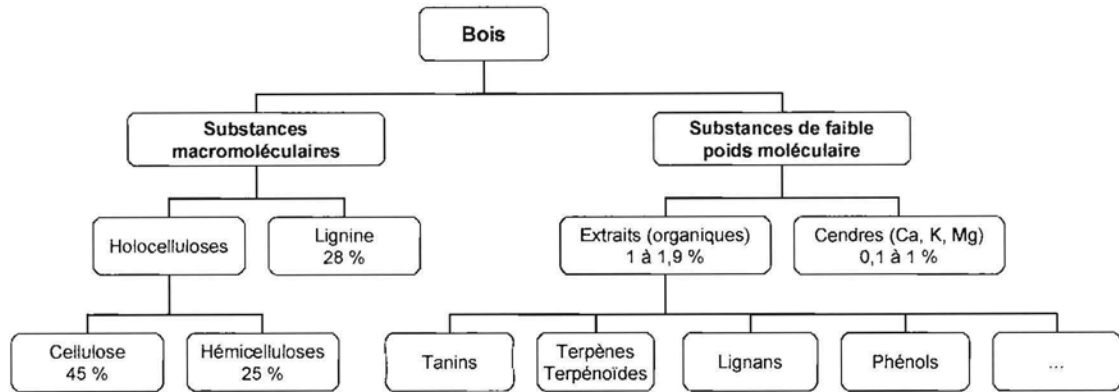 Bois
Substances
macromoléculaires
Substances de faible
poids moléculaire
Holocelluloses
Lignine
28 %
Extraits (organiques)
1 à 1,9 %
Cendres (Ca, K, Mg)
0,1 à 1 %
Cellulose
45 %
Hémicelluloses
25 %
Tanins
Terpènes
Terpénoïdes
Lignans
Phénols
...